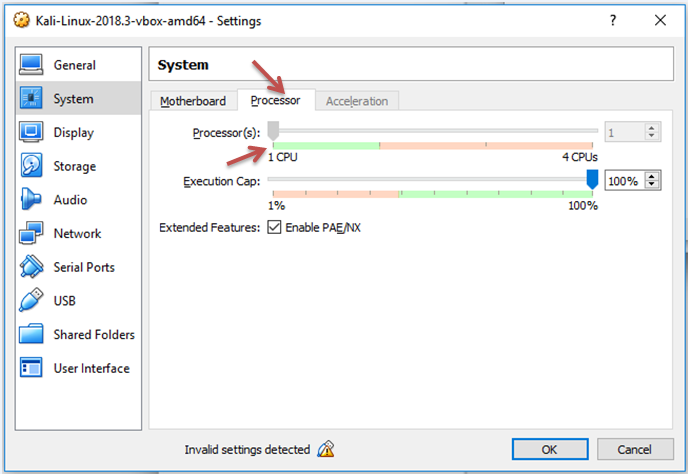 Kali-Linux-2018.3-vbox-amd64 - Settings
?
General
System
Display
Storage
Audio
Network
Serial Ports
USB
Shared Folders
User Interface
System
Motherboard
Processor
Acceleration
Processor(s):
1
1 CPU
4 CPUs
Execution Cap:
100%
1%
100%
Extended Features:
Enable PAE/NX
Invalid settings detected
OK
Cancel